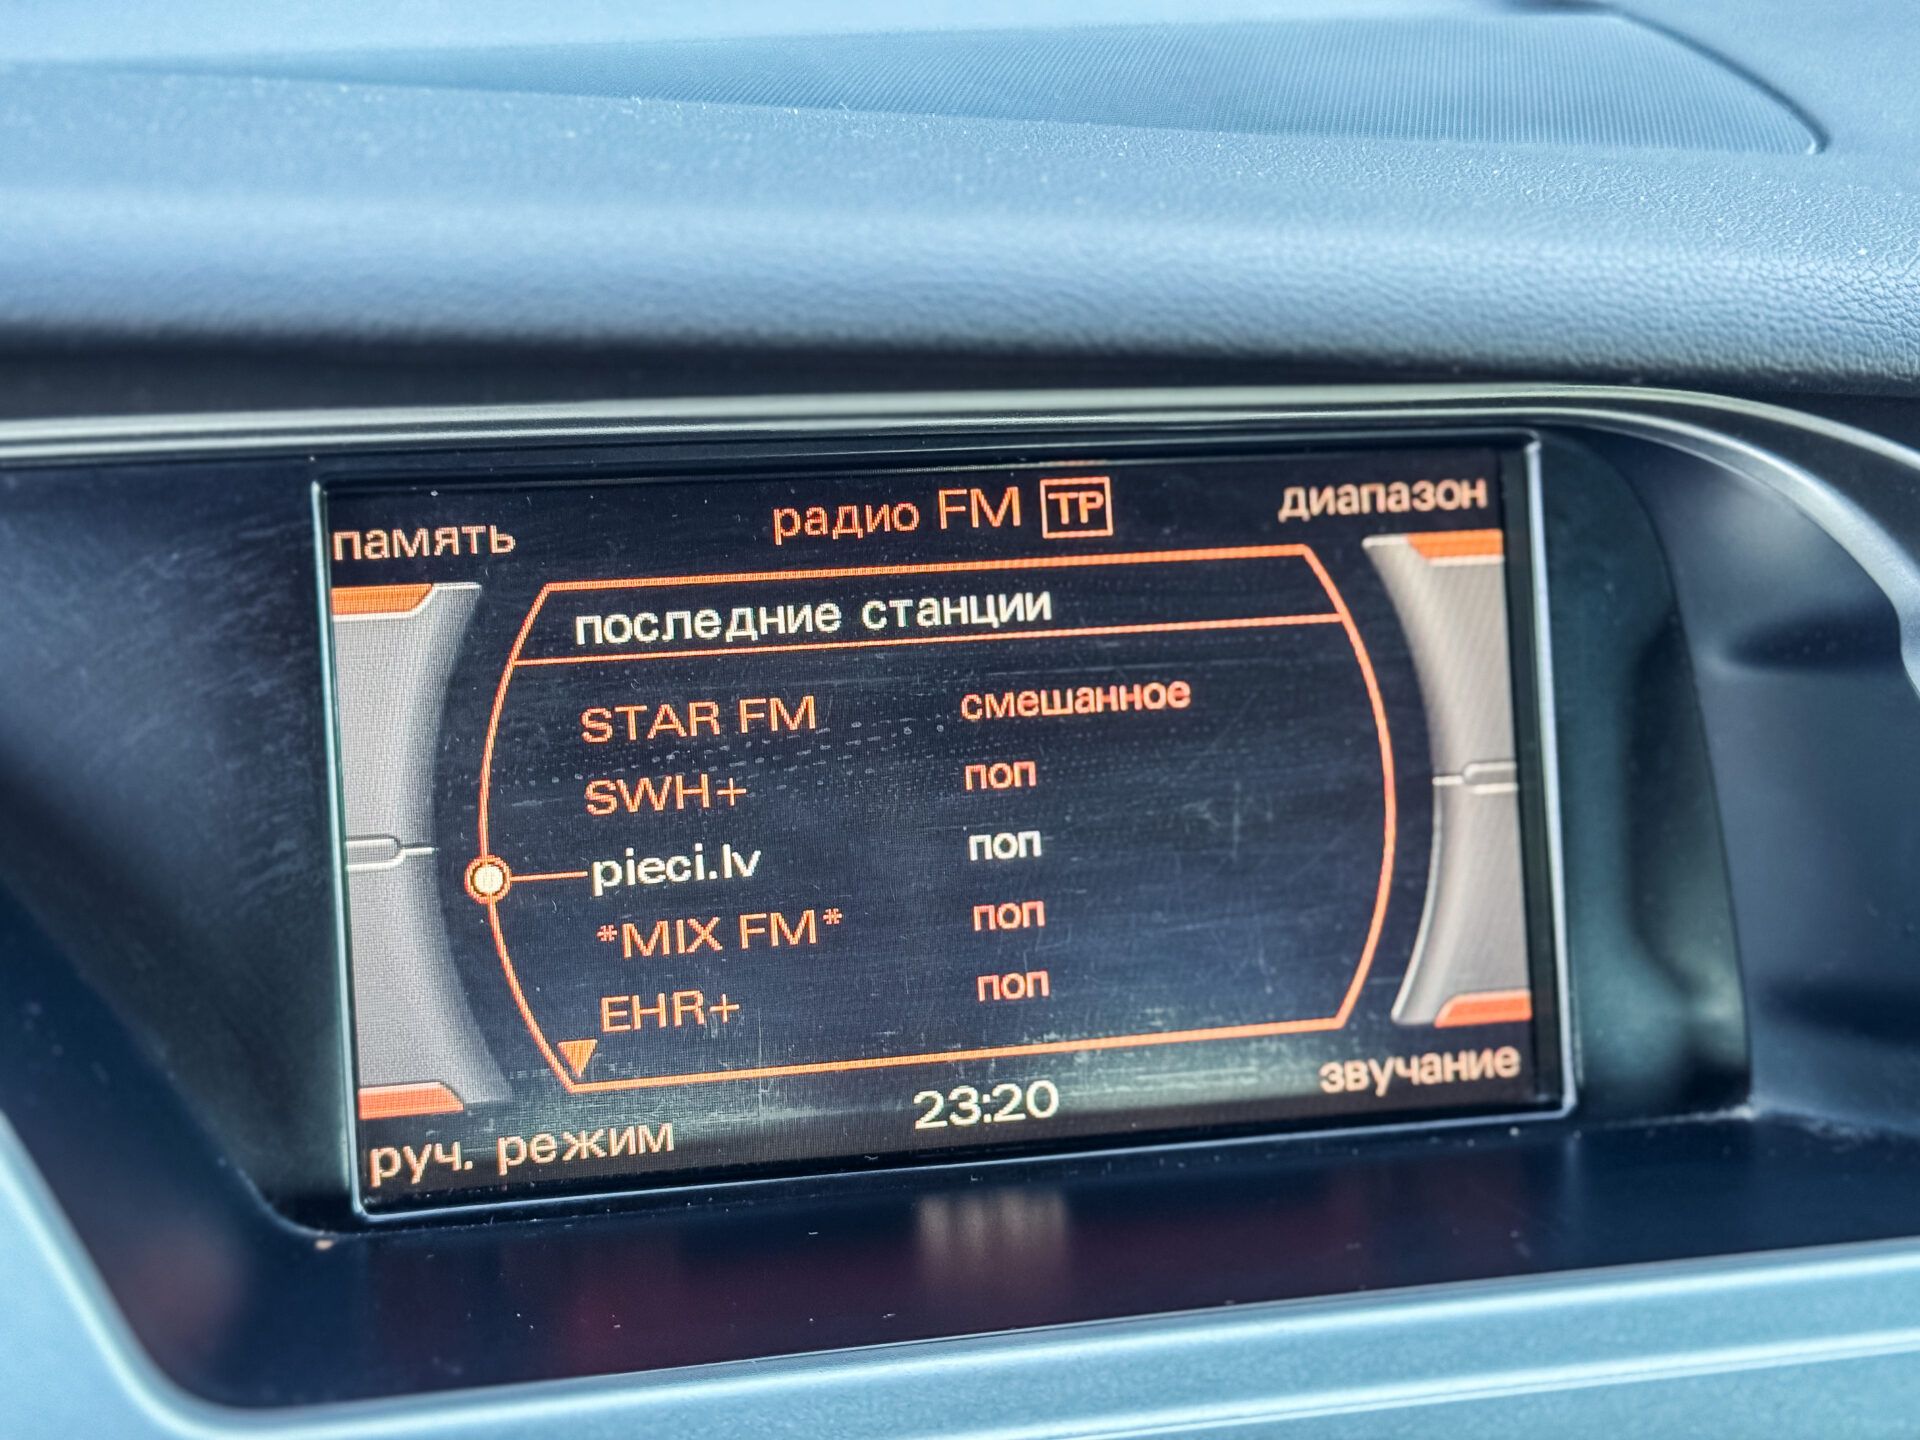 память
радио FM TP
диапазон
последние станции
STAR FM смешанное
SWH+ поп
pieci.lv поп
*MIX FM* поп
EHR+ поп
руч. режим
23:20
звучание